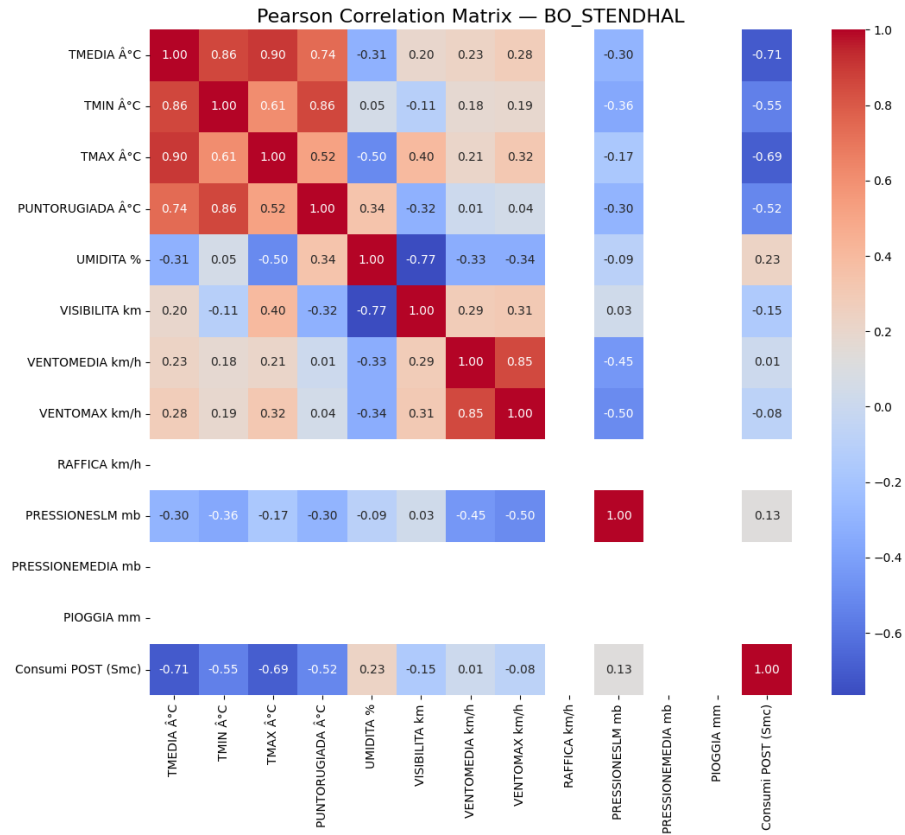 Pearson Correlation Matrix — BO_STENDHAL
TMEDIA Â°C 1.00 0.86 0.90 0.74 -0.31 0.20 0.23 0.28 -0.30 -0.71
TMIN Â°C 0.86 1.00 0.61 0.86 0.05 -0.11 0.18 0.19 -0.36 -0.55
TMAX Â°C 0.90 0.61 1.00 0.52 -0.50 0.40 0.21 0.32 -0.17 -0.69
PUNTORUGIADA Â°C 0.74 0.86 0.52 1.00 0.34 -0.32 0.01 0.04 -0.30 -0.52
UMIDITA % -0.31 0.05 -0.50 0.34 1.00 -0.77 -0.33 -0.34 -0.09 0.23
VISIBILITA km 0.20 -0.11 0.40 -0.32 -0.77 1.00 0.29 0.31 0.03 -0.15
VENTOMEDIA km/h 0.23 0.18 0.21 0.01 -0.33 0.29 1.00 0.85 -0.45 0.01
VENTOMAX km/h 0.28 0.19 0.32 0.04 -0.34 0.31 0.85 1.00 -0.50 -0.08
RAFFICA km/h
PRESSIONESLM mb -0.30 -0.36 -0.17 -0.30 -0.09 0.03 -0.45 -0.50 1.00 0.13
PRESSIONEMEDIA mb
PIOGGIA mm
Consumi POST (Smc) -0.71 -0.55 -0.69 -0.52 0.23 -0.15 0.01 -0.08 0.13 1.00
TMEDIA Â°C
TMIN Â°C
TMAX Â°C
PUNTORUGIADA Â°C
UMIDITA %
VISIBILITA km
VENTOMEDIA km/h
VENTOMAX km/h
RAFFICA km/h
PRESSIONESLM mb
PRESSIONEMEDIA mb
PIOGGIA mm
Consumi POST (Smc)
1.0
0.8
0.6
0.4
0.2
0.0
-0.2
-0.4
-0.6